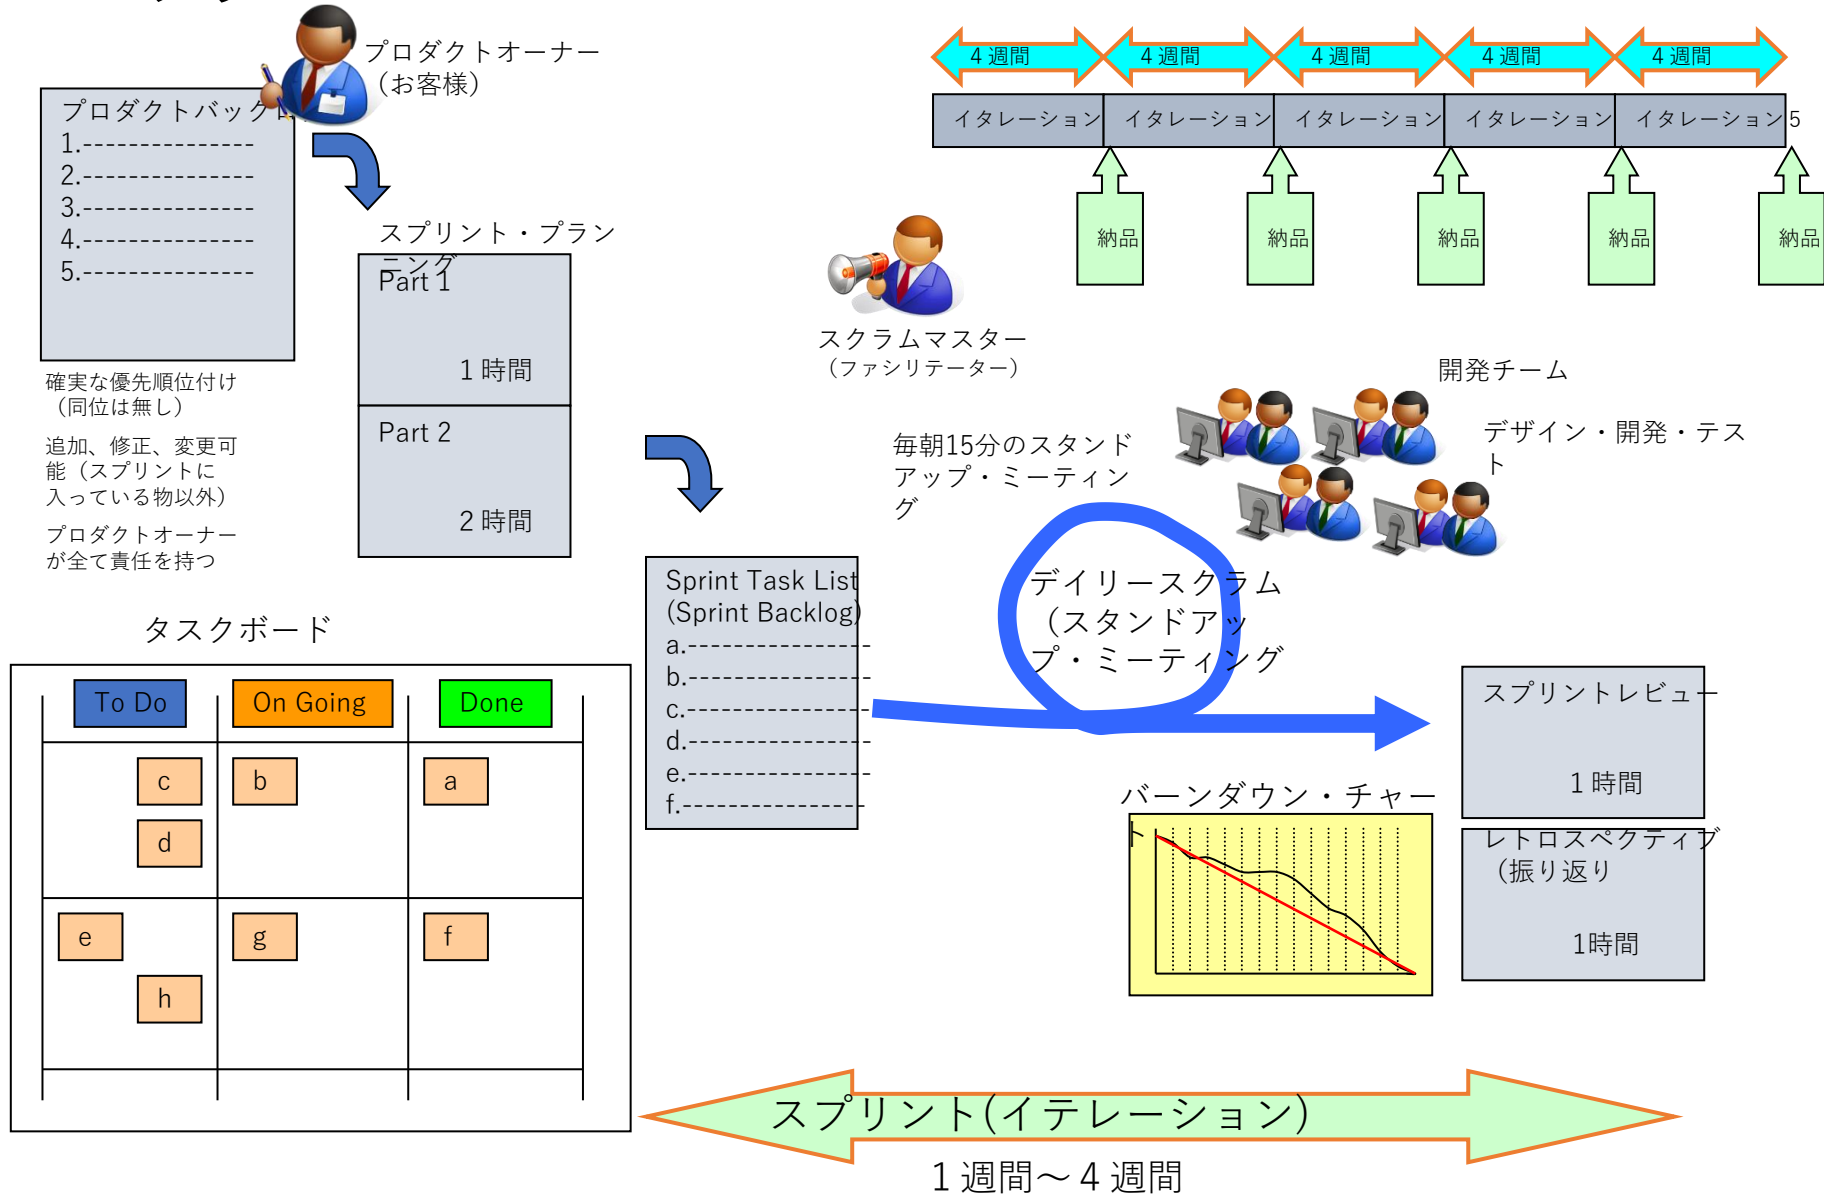 プロダクトオーナー
（お客様）
プロダクトバックロ
1.--------------
2.--------------
3.--------------
4.--------------
5.--------------
確実な優先順位付け
（同位は無し）
追加、修正、変更可
能（スプリントに
入っている物以外）
プロダクトオーナー
が全て責任を持つ
スプリント・プラン
ニング
Part 1
１時間
Part 2
２時間
４週間
４週間
４週間
４週間
４週間
イタレーション
イタレーション
イタレーション
イタレーション
イタレーション 5
納品
納品
納品
納品
納品
スクラムマスター
（ファシリテーター）
開発チーム
デザイン・開発・テス
ト
毎朝15分のスタンド
アップ・ミーティン
グ
デイリースクラム
（スタンドアッ
プ・ミーティング
Sprint Task List
(Sprint Backlog)
a.--------------
b.--------------
c.--------------
d.--------------
e.--------------
f.--------------
タスクボード
To Do
On Going
Done
c
b
a
d
e
g
f
h
バーンダウン・チャー
ト
スプリントレビュー
１時間
レトロスペクティブ
（振り返り
1時間
スプリント(イテレーション)
１週間～４週間